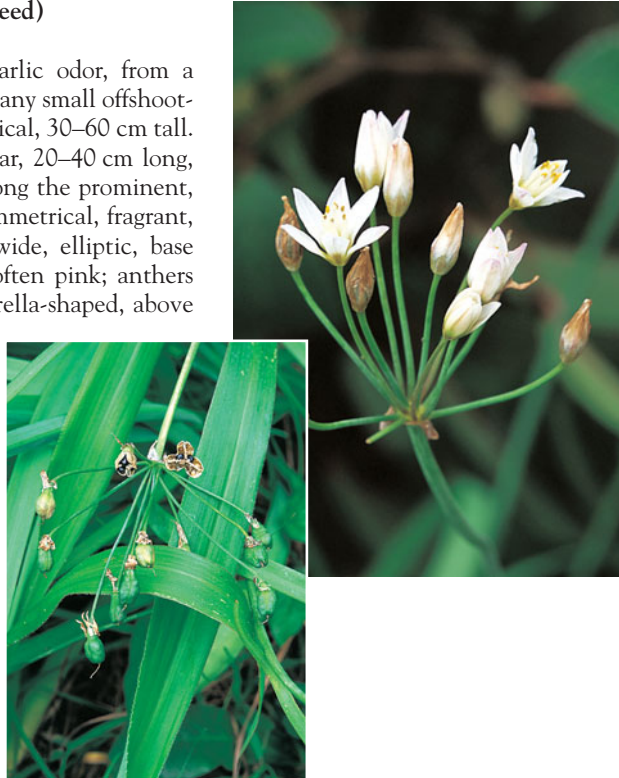 eed)
arlic odor, from a
any small offshoot-
ical, 30–60 cm tall.
ar, 20–40 cm long,
ong the prominent,
mmetrical, fragrant,
wide, elliptic, base
often pink; anthers
rella-shaped, above